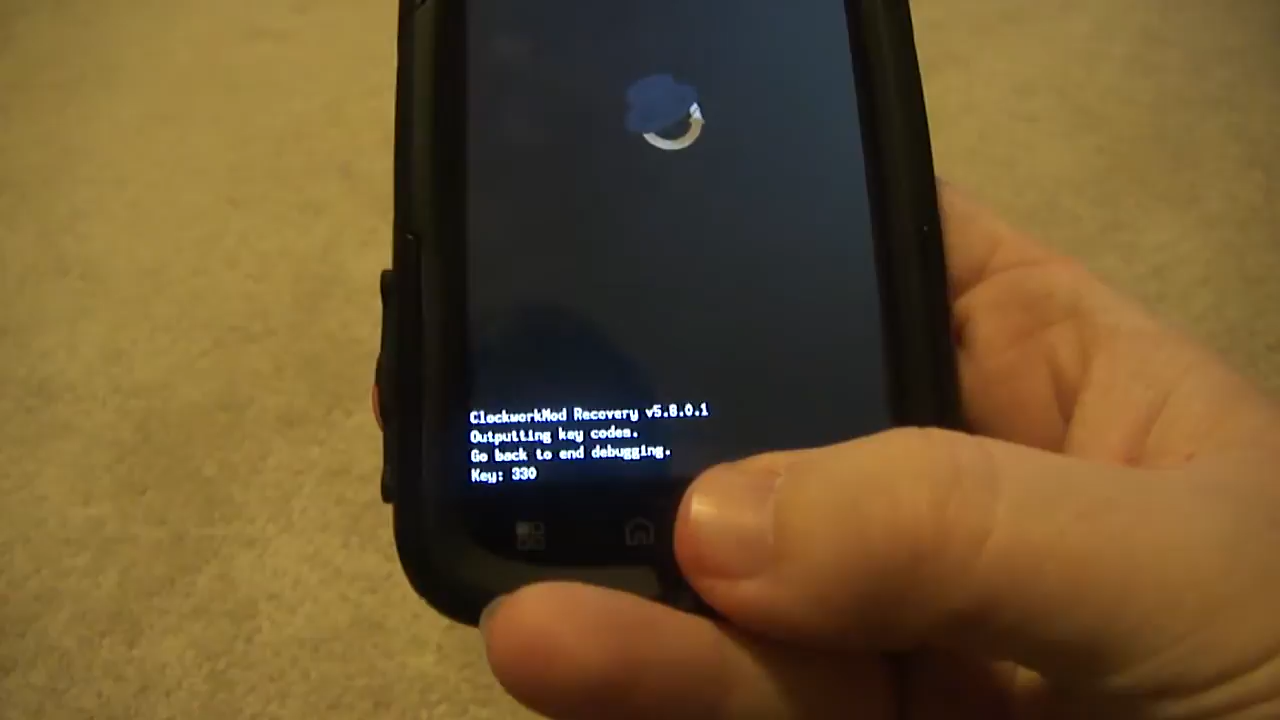 ClockworkMod Recovery v5.8.0.1
Outputting key codes.
Go back to end debugging.
Key: 330